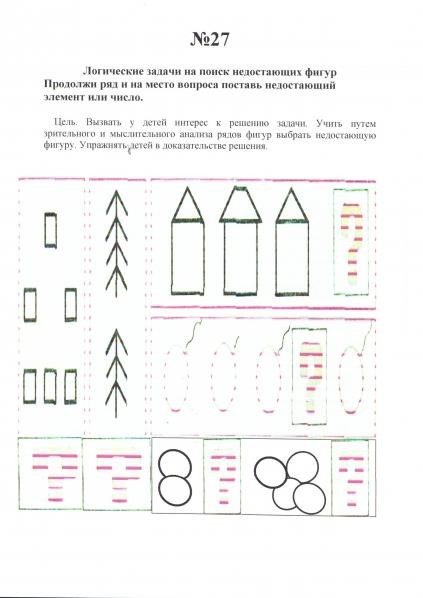 №27
Логические задачи на поиск недостающих фигур
Продолжи ряд и на место вопроса поставь недостающий
элемент или число.
Цель. Вызвать у детей интерес к решению задачи. Учить путем
зрительного и мыслительного анализа рядов фигур выбрать недостающую
фигуру. Упражнять детей в доказательстве решения.
?
?
?
?
?
?